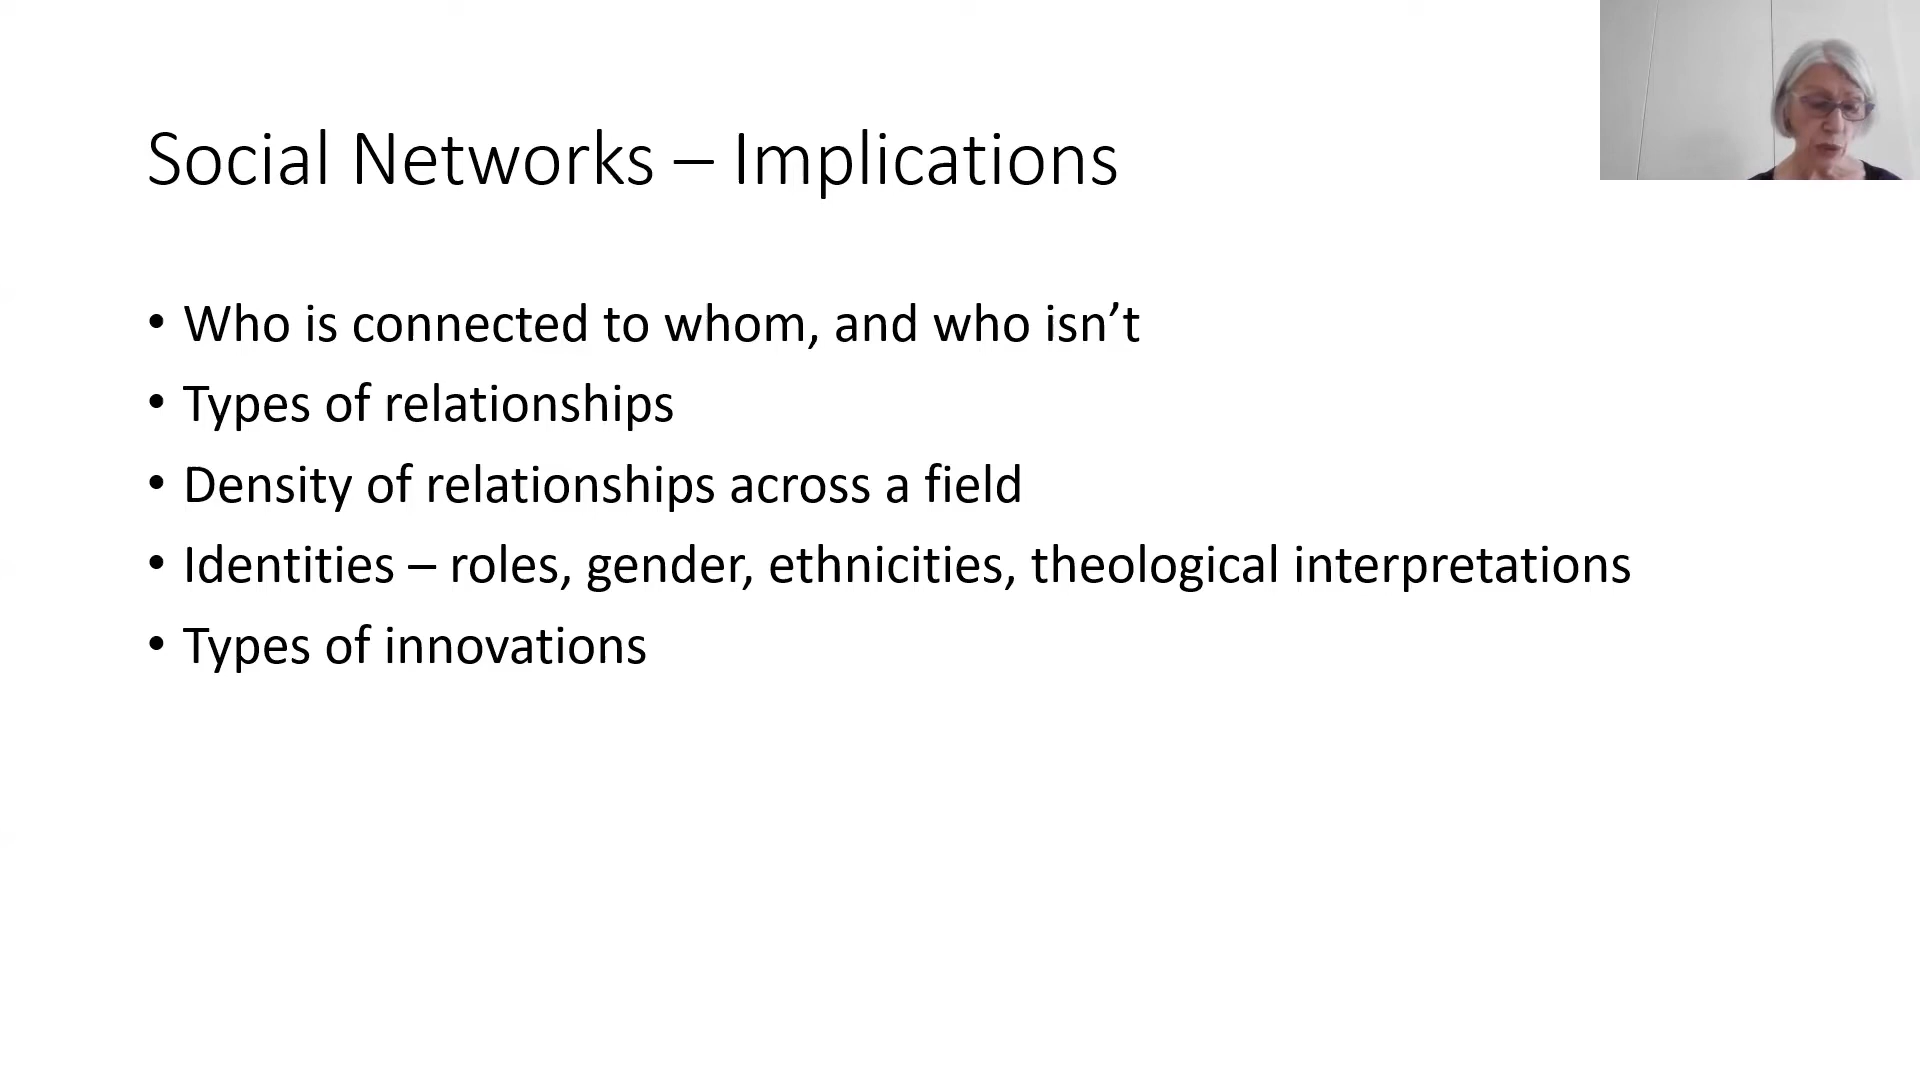 Social Networks – Implications
• Who is connected to whom, and who isn’t
• Types of relationships
• Density of relationships across a field
• Identities – roles, gender, ethnicities, theological interpretations
• Types of innovations